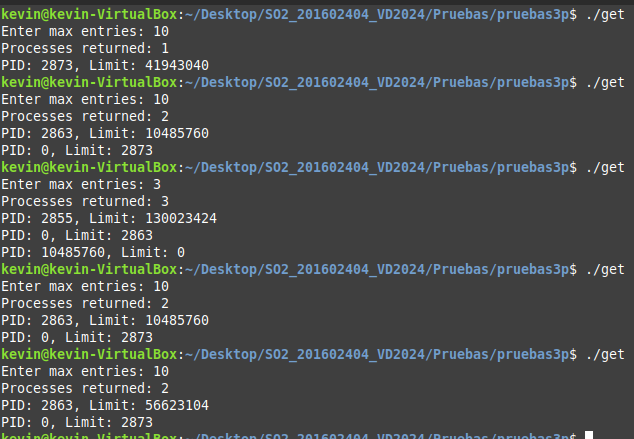 kevin@kevin-VirtualBox:~/Desktop/SO2_201602404_VD2024/Pruebas/pruebas3p$ ./get
Enter max entries: 10
Processes returned: 1
PID: 2873, Limit: 41943040
kevin@kevin-VirtualBox:~/Desktop/SO2_201602404_VD2024/Pruebas/pruebas3p$ ./get
Enter max entries: 10
Processes returned: 2
PID: 2863, Limit: 10485760
PID: 0, Limit: 2873
kevin@kevin-VirtualBox:~/Desktop/SO2_201602404_VD2024/Pruebas/pruebas3p$ ./get
Enter max entries: 3
Processes returned: 3
PID: 2855, Limit: 130023424
PID: 0, Limit: 2863
PID: 10485760, Limit: 0
kevin@kevin-VirtualBox:~/Desktop/SO2_201602404_VD2024/Pruebas/pruebas3p$ ./get
Enter max entries: 10
Processes returned: 2
PID: 2863, Limit: 10485760
PID: 0, Limit: 2873
kevin@kevin-VirtualBox:~/Desktop/SO2_201602404_VD2024/Pruebas/pruebas3p$ ./get
Enter max entries: 10
Processes returned: 2
PID: 2863, Limit: 56623104
PID: 0, Limit: 2873
kevin@kevin-VirtualBox:~/Desktop/SO2_201602404_VD2024/Pruebas/pruebas3p$